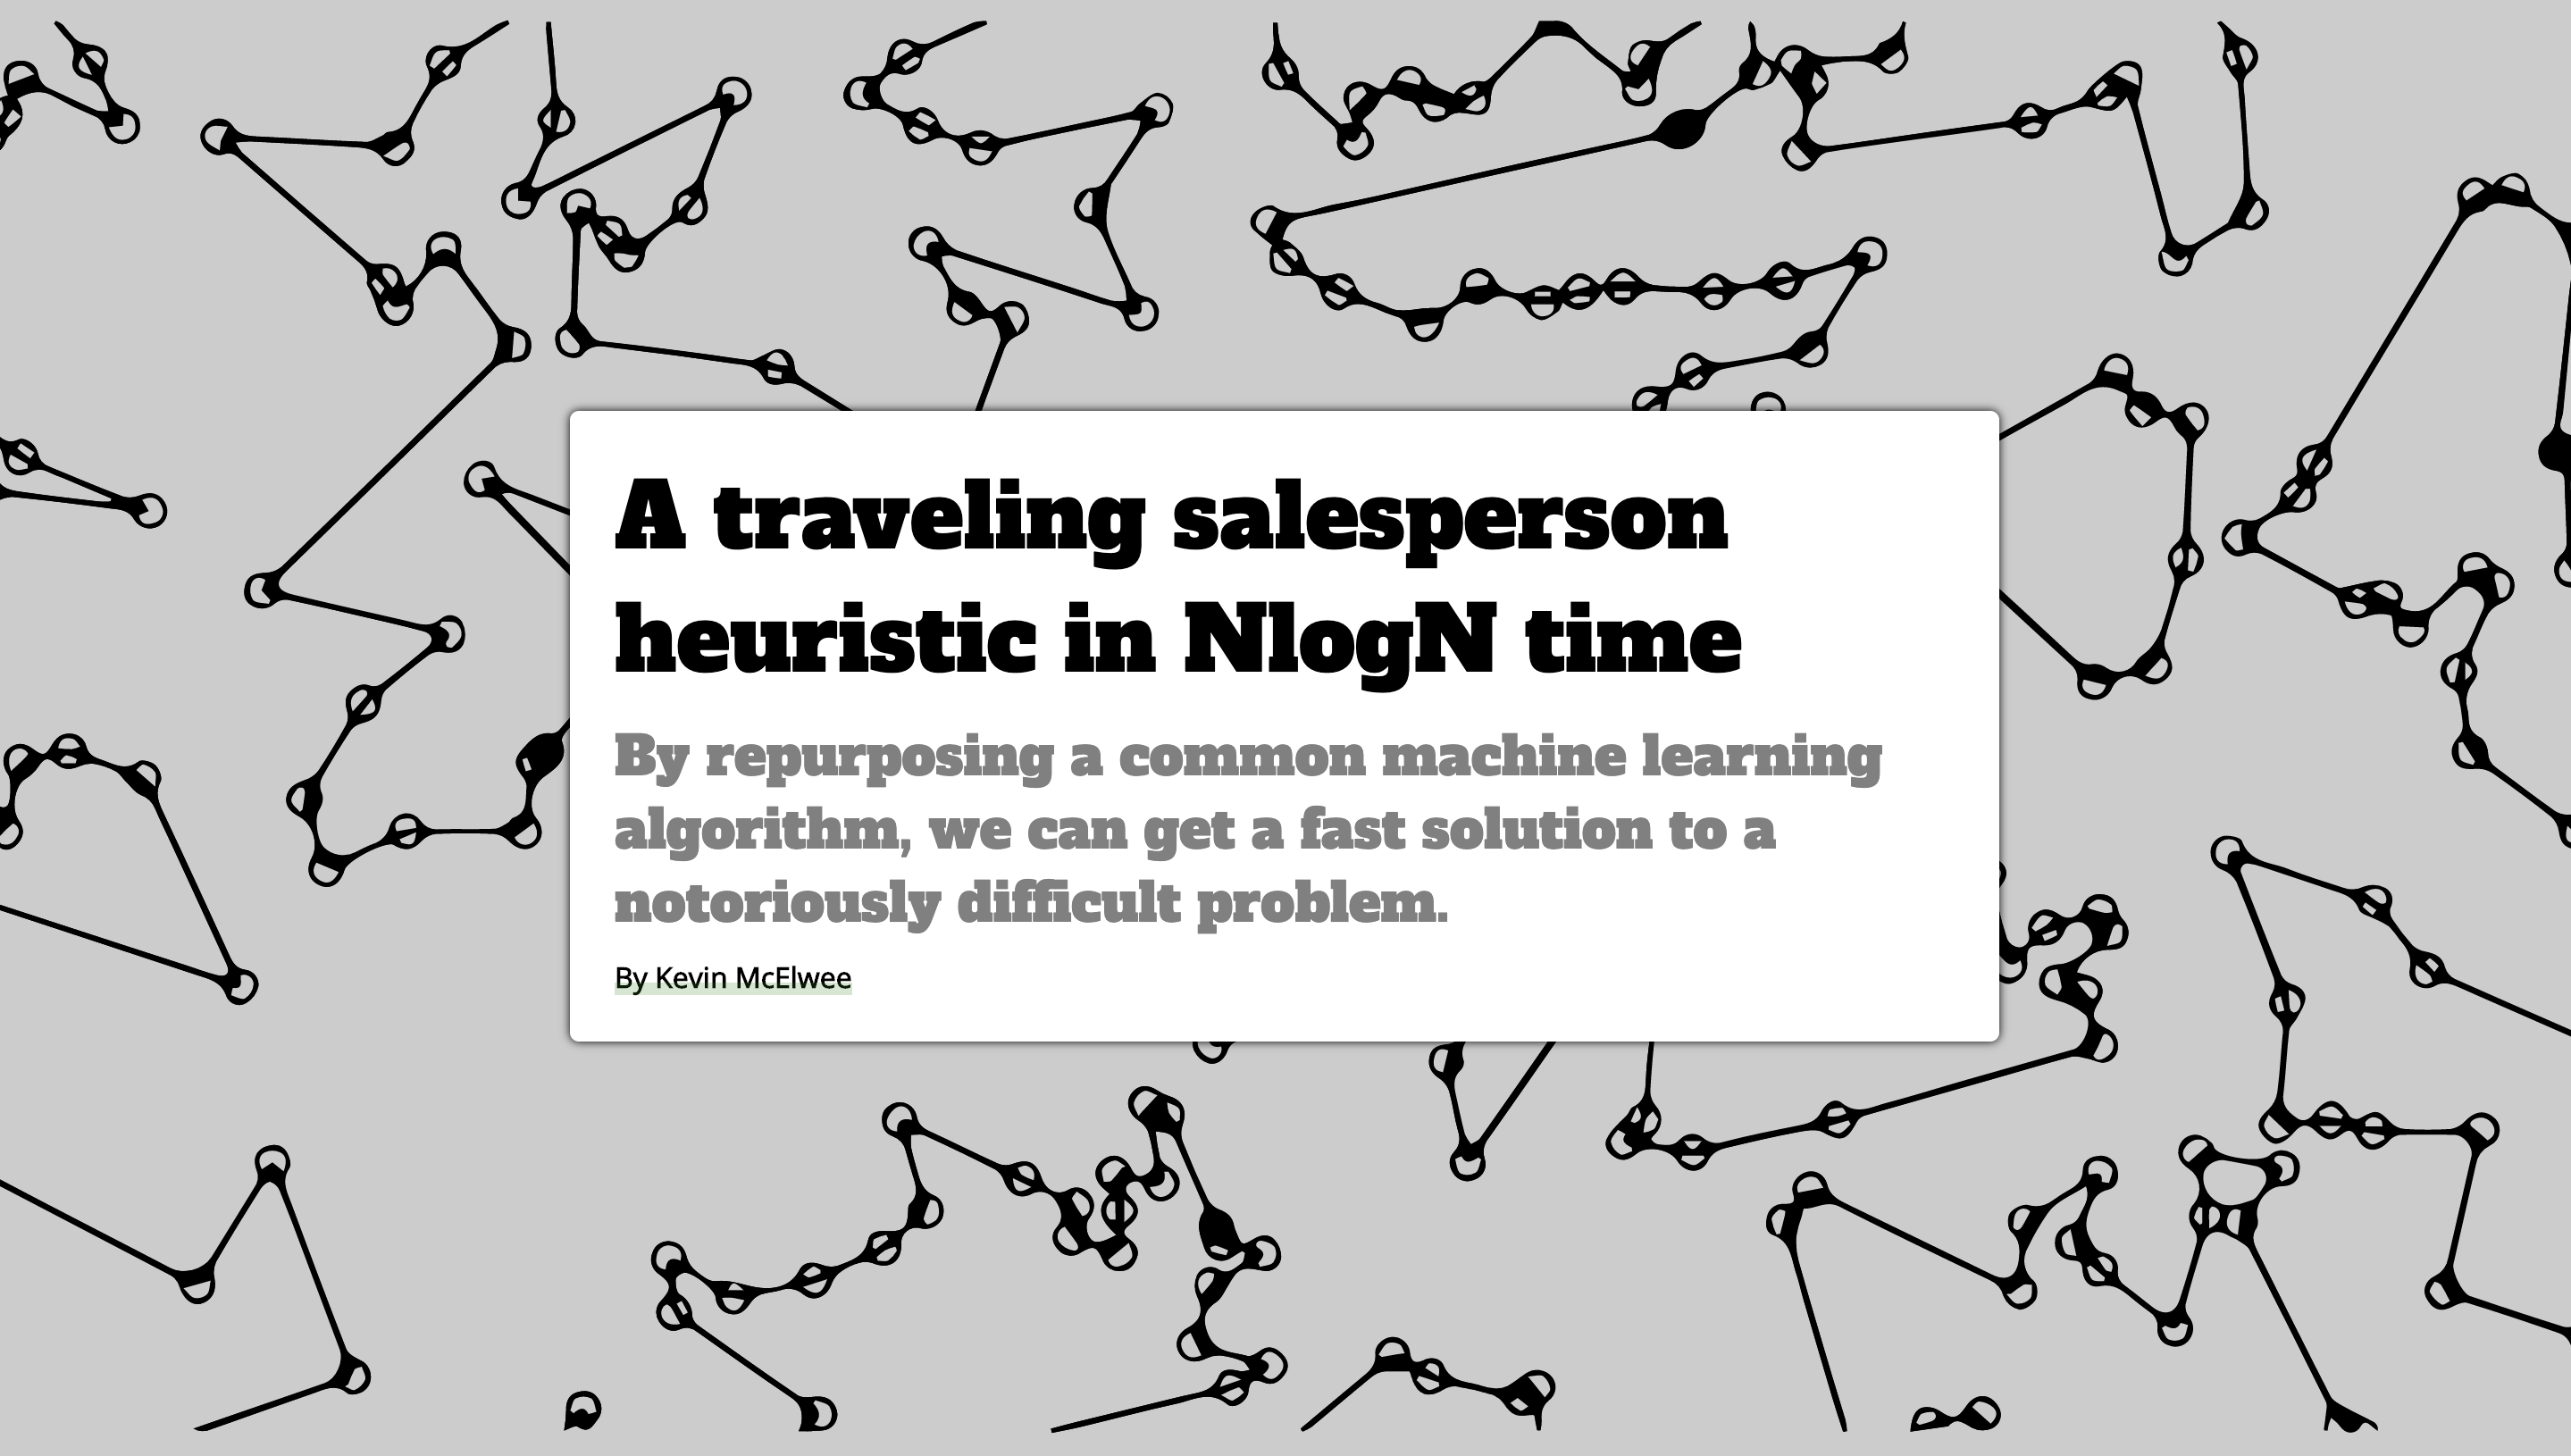 A traveling salesperson
heuristic in NlogN time
By repurposing a common machine learning
algorithm, we can get a fast solution to a
notoriously difficult problem.
By Kevin McElwee